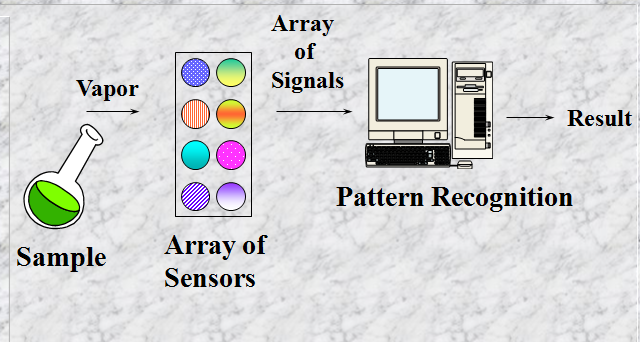 Array
of
Signals
Vapor
Result
Pattern Recognition
Sample
Array of
Sensors